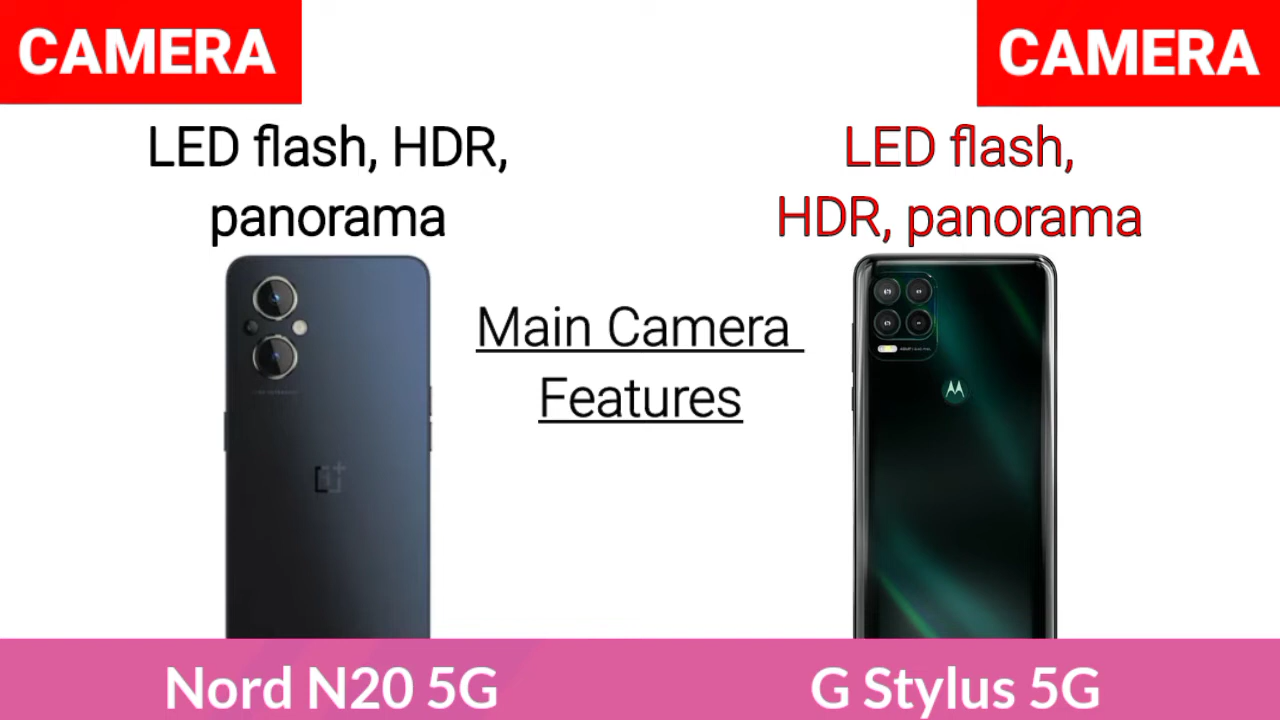 CAMERA
CAMERA
LED flash, HDR,
panorama
LED flash,
HDR, panorama
Main Camera
Features
Nord N20 5G
G Stylus 5G